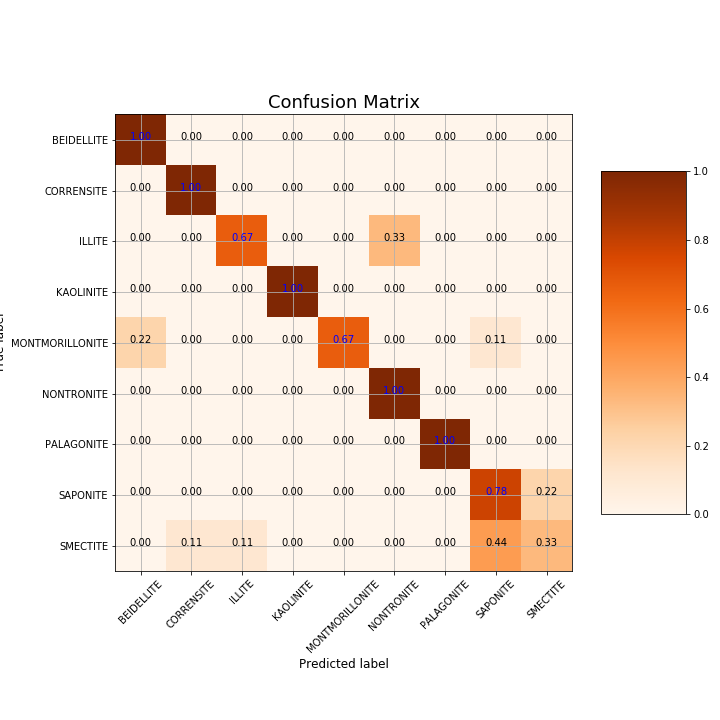 Confusion Matrix
BEIDELLITE 1.00 0.00 0.00 0.00 0.00 0.00 0.00 0.00 0.00
CORRENSITE 0.00 1.00 0.00 0.00 0.00 0.00 0.00 0.00 0.00
ILLITE 0.00 0.00 0.67 0.00 0.00 0.33 0.00 0.00 0.00
KAOLINITE 0.00 0.00 0.00 1.00 0.00 0.00 0.00 0.00 0.00
MONTMORILLONITE 0.22 0.00 0.00 0.00 0.67 0.00 0.00 0.11 0.00
NONTRONITE 0.00 0.00 0.00 0.00 0.00 1.00 0.00 0.00 0.00
PALAGONITE 0.00 0.00 0.00 0.00 0.00 0.00 1.00 0.00 0.00
SAPONITE 0.00 0.00 0.00 0.00 0.00 0.00 0.00 0.78 0.22
SMECTITE 0.00 0.11 0.11 0.00 0.00 0.00 0.00 0.44 0.33
BEIDELLITE CORRENSITE ILLITE KAOLINITE MONTMORILLONITE NONTRONITE PALAGONITE SAPONITE SMECTITE
Predicted label
1.0
0.8
0.6
0.4
0.2
0.0